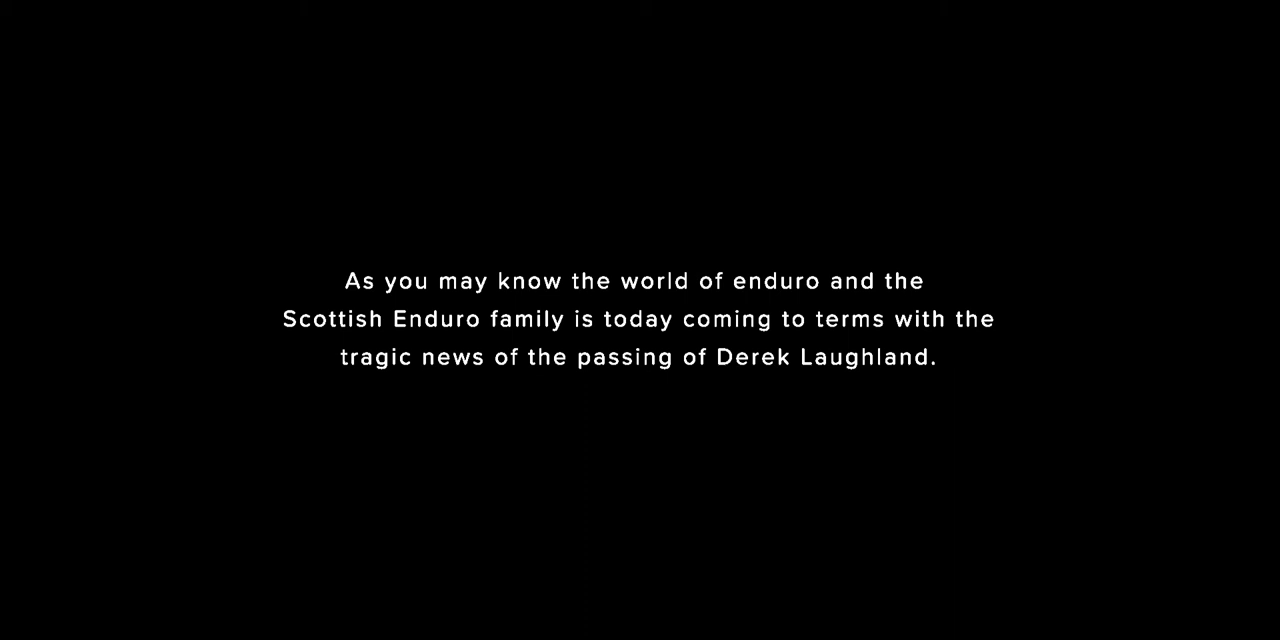 As you may know the world of enduro and the
Scottish Enduro family is today coming to terms with the
tragic news of the passing of Derek Laughland.